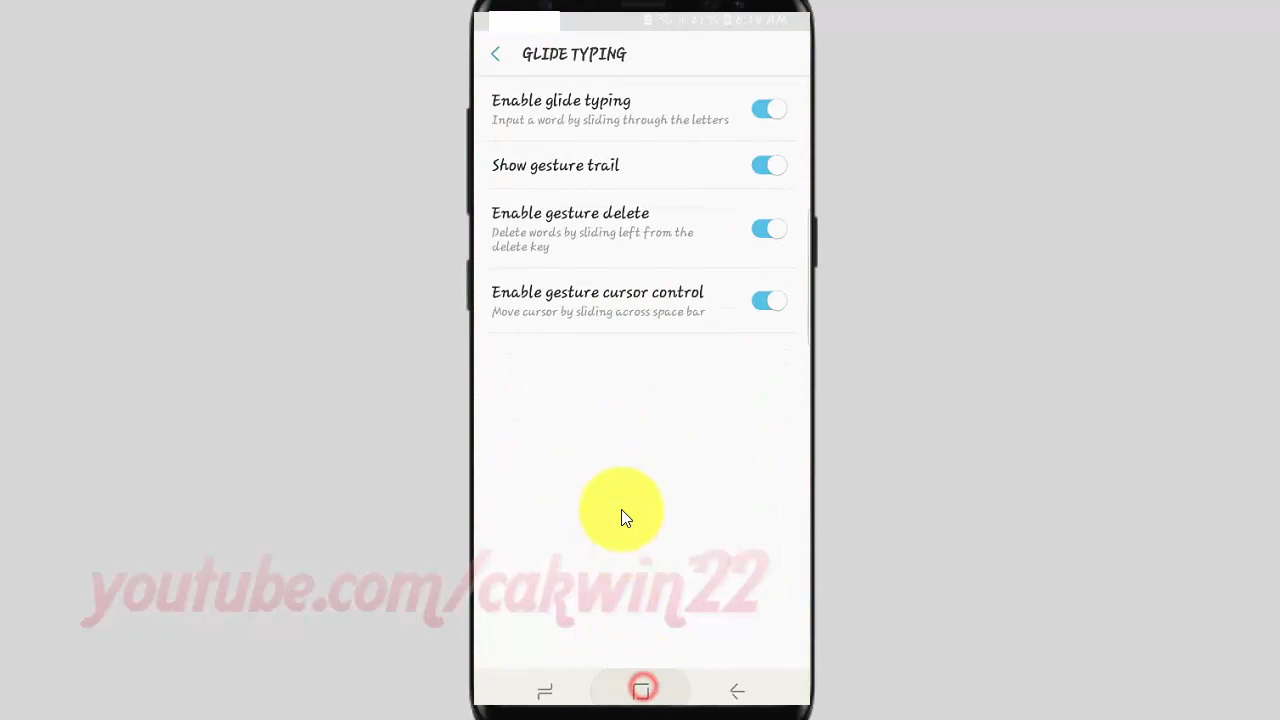 GLIDE TYPING
Enable glide typing
Input a word by sliding through the letters
Show gesture trail
Enable gesture delete
Delete words by sliding left from the
delete key
Enable gesture cursor control
Move cursor by sliding across space bar
youtube.com/cakwin22